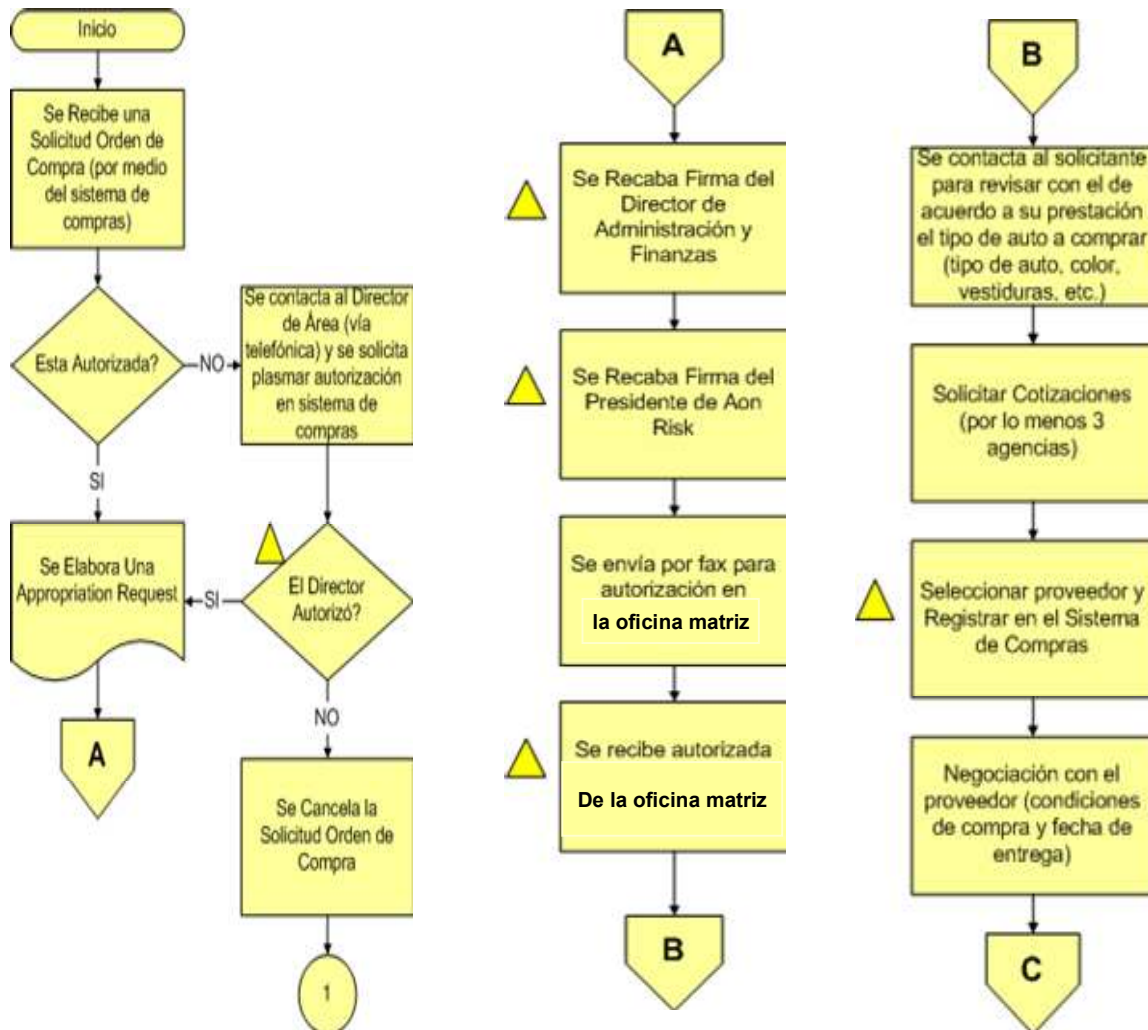 Inicio
Se Recibe una
Solicitud Orden de
Compra (por medio
del sistema de
compras)
Esta Autorizada?
NO
Se contacta al Director
de Área (vía
telefónica) y se solicita
plasmar autorización
en sistema de
compras
SI
Se Elabora Una
Appropriation Request
SI
El Director
Autorizó?
A
NO
Se Cancela la
Solicitud Orden de
Compra
1
A
Se Recaba Firma del
Director de
Administración y
Finanzas
Se Recaba Firma del
Presidente de Aon
Risk
Se envía por fax para
autorización en
la oficina matriz
Se recibe autorizada
De la oficina matriz
B
B
Se contacta al solicitante
para revisar con el de
acuerdo a su prestación
el tipo de auto a comprar
(tipo de auto, color,
vestiduras, etc.)
Solicitar Cotizaciones
(por lo menos 3
agencias)
Seleccionar proveedor y
Registrar en el Sistema
de Compras
Negociación con el
proveedor (condiciones
de compra y fecha de
entrega)
C